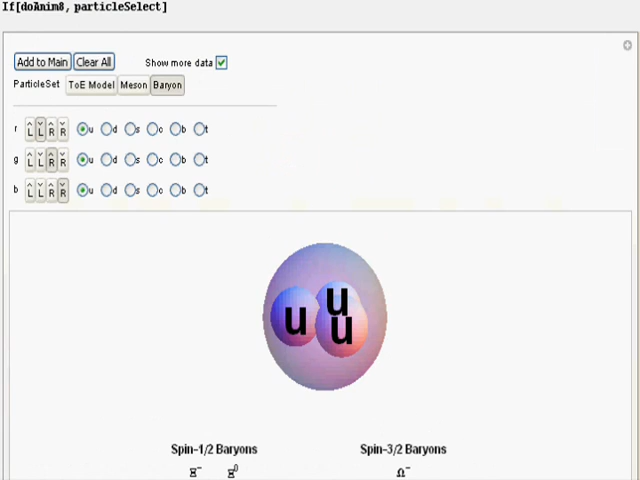 If[doAnim8, particleSelect]
Add to Main Clear All Show more data
ParticleSet ToE Model Meson Baryon
r L̂ Ľ R̂ Ř u d s c b t
g L̂ Ľ R̂ Ř u d s c b t
b L̂ Ľ R̂ Ř u d s c b t
u
u u
Spin-1/2 Baryons Spin-3/2 Baryons
Ξ⁻ Ξ⁰ Ω⁻